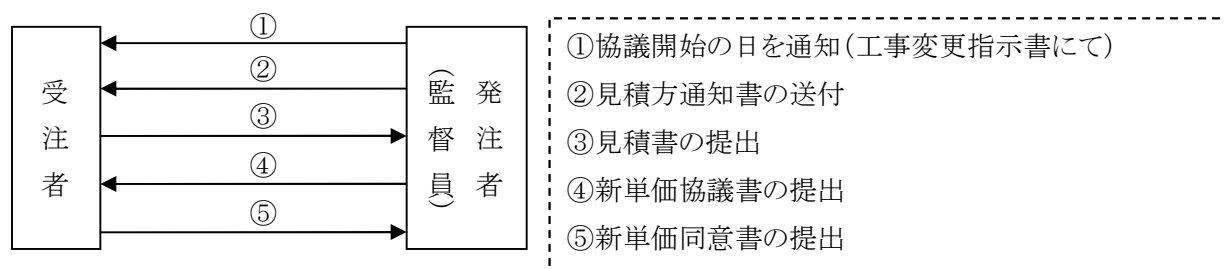 受注者
①
②
③
④
⑤
発注者
(監督員)
①協議開始の日を通知(工事変更指示書にて)
②見積方通知書の送付
③見積書の提出
④新単価協議書の提出
⑤新単価同意書の提出